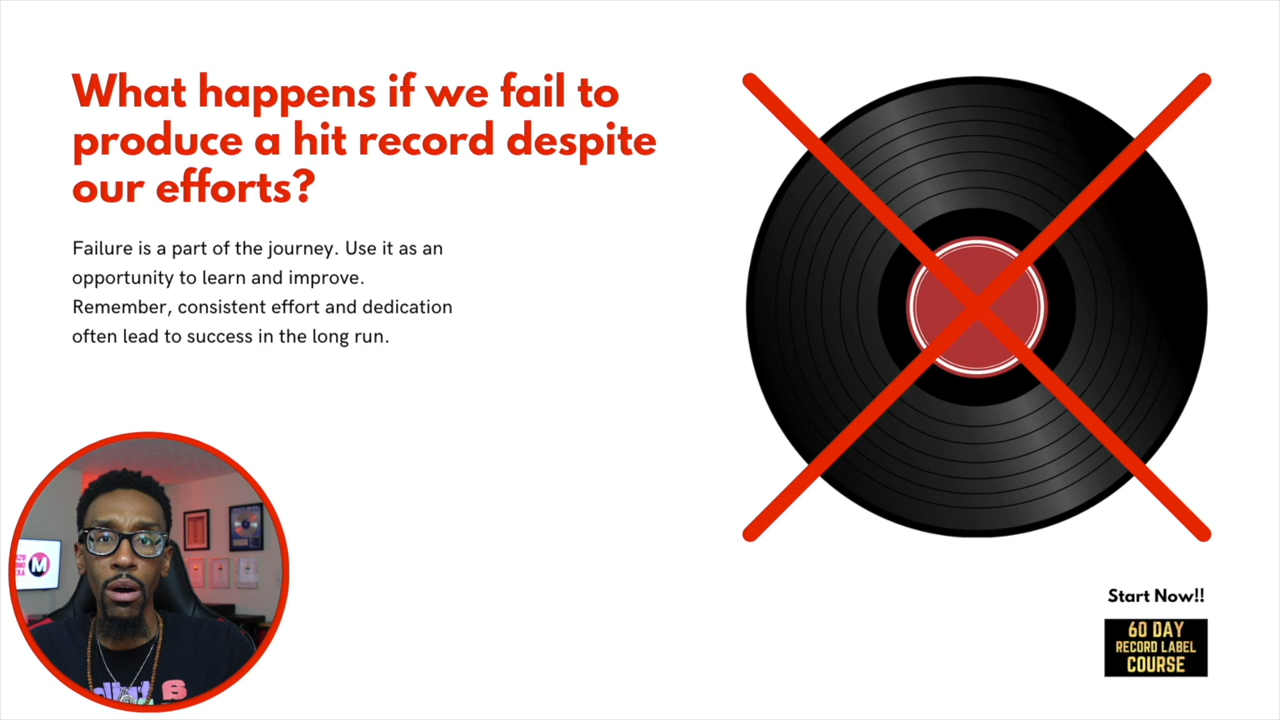 What happens if we fail to
produce a hit record despite
our efforts?
Failure is a part of the journey. Use it as an
opportunity to learn and improve.
Remember, consistent effort and dedication
often lead to success in the long run.
M
Start Now!!
60 DAY
RECORD LABEL
COURSE